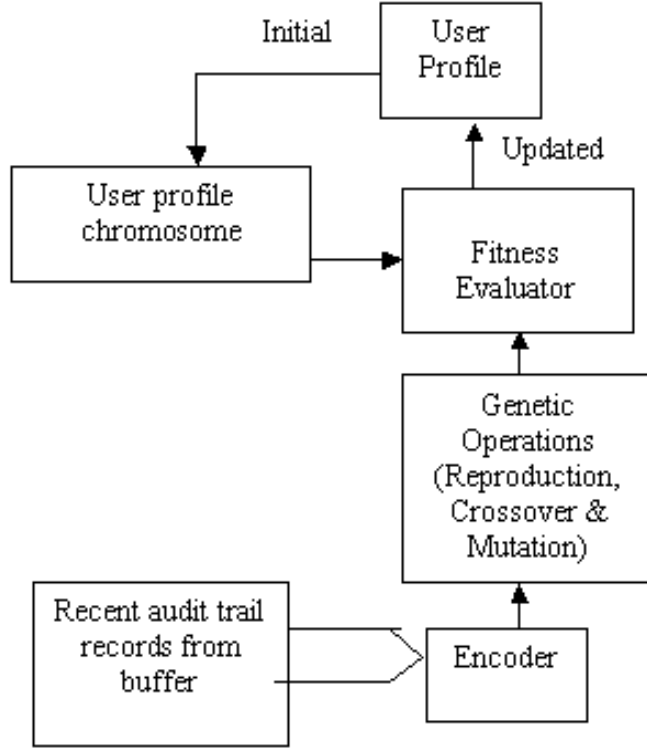 Initial
User
Profile
Updated
User profile
chromosome
Fitness
Evaluator
Genetic
Operations
(Reproduction,
Crossover &
Mutation)
Recent audit trail
records from
buffer
Encoder